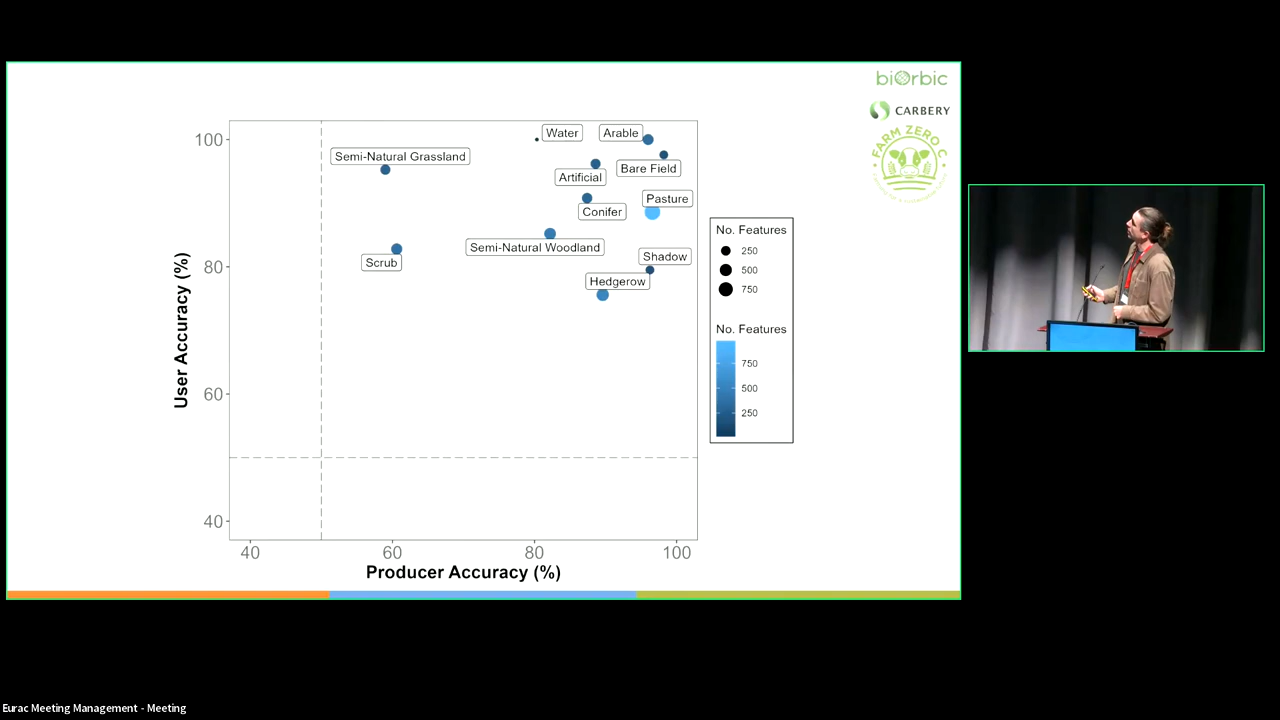 biOrbic
CARBERY
FARM ZERO C
100
80
60
40
User Accuracy (%)
Water
Arable
Semi-Natural Grassland
Bare Field
Artificial
Pasture
Conifer
Semi-Natural Woodland
Shadow
Scrub
Hedgerow
No. Features
250
500
750
No. Features
750
500
250
40
60
80
100
Producer Accuracy (%)
Eurac Meeting Management - Meeting